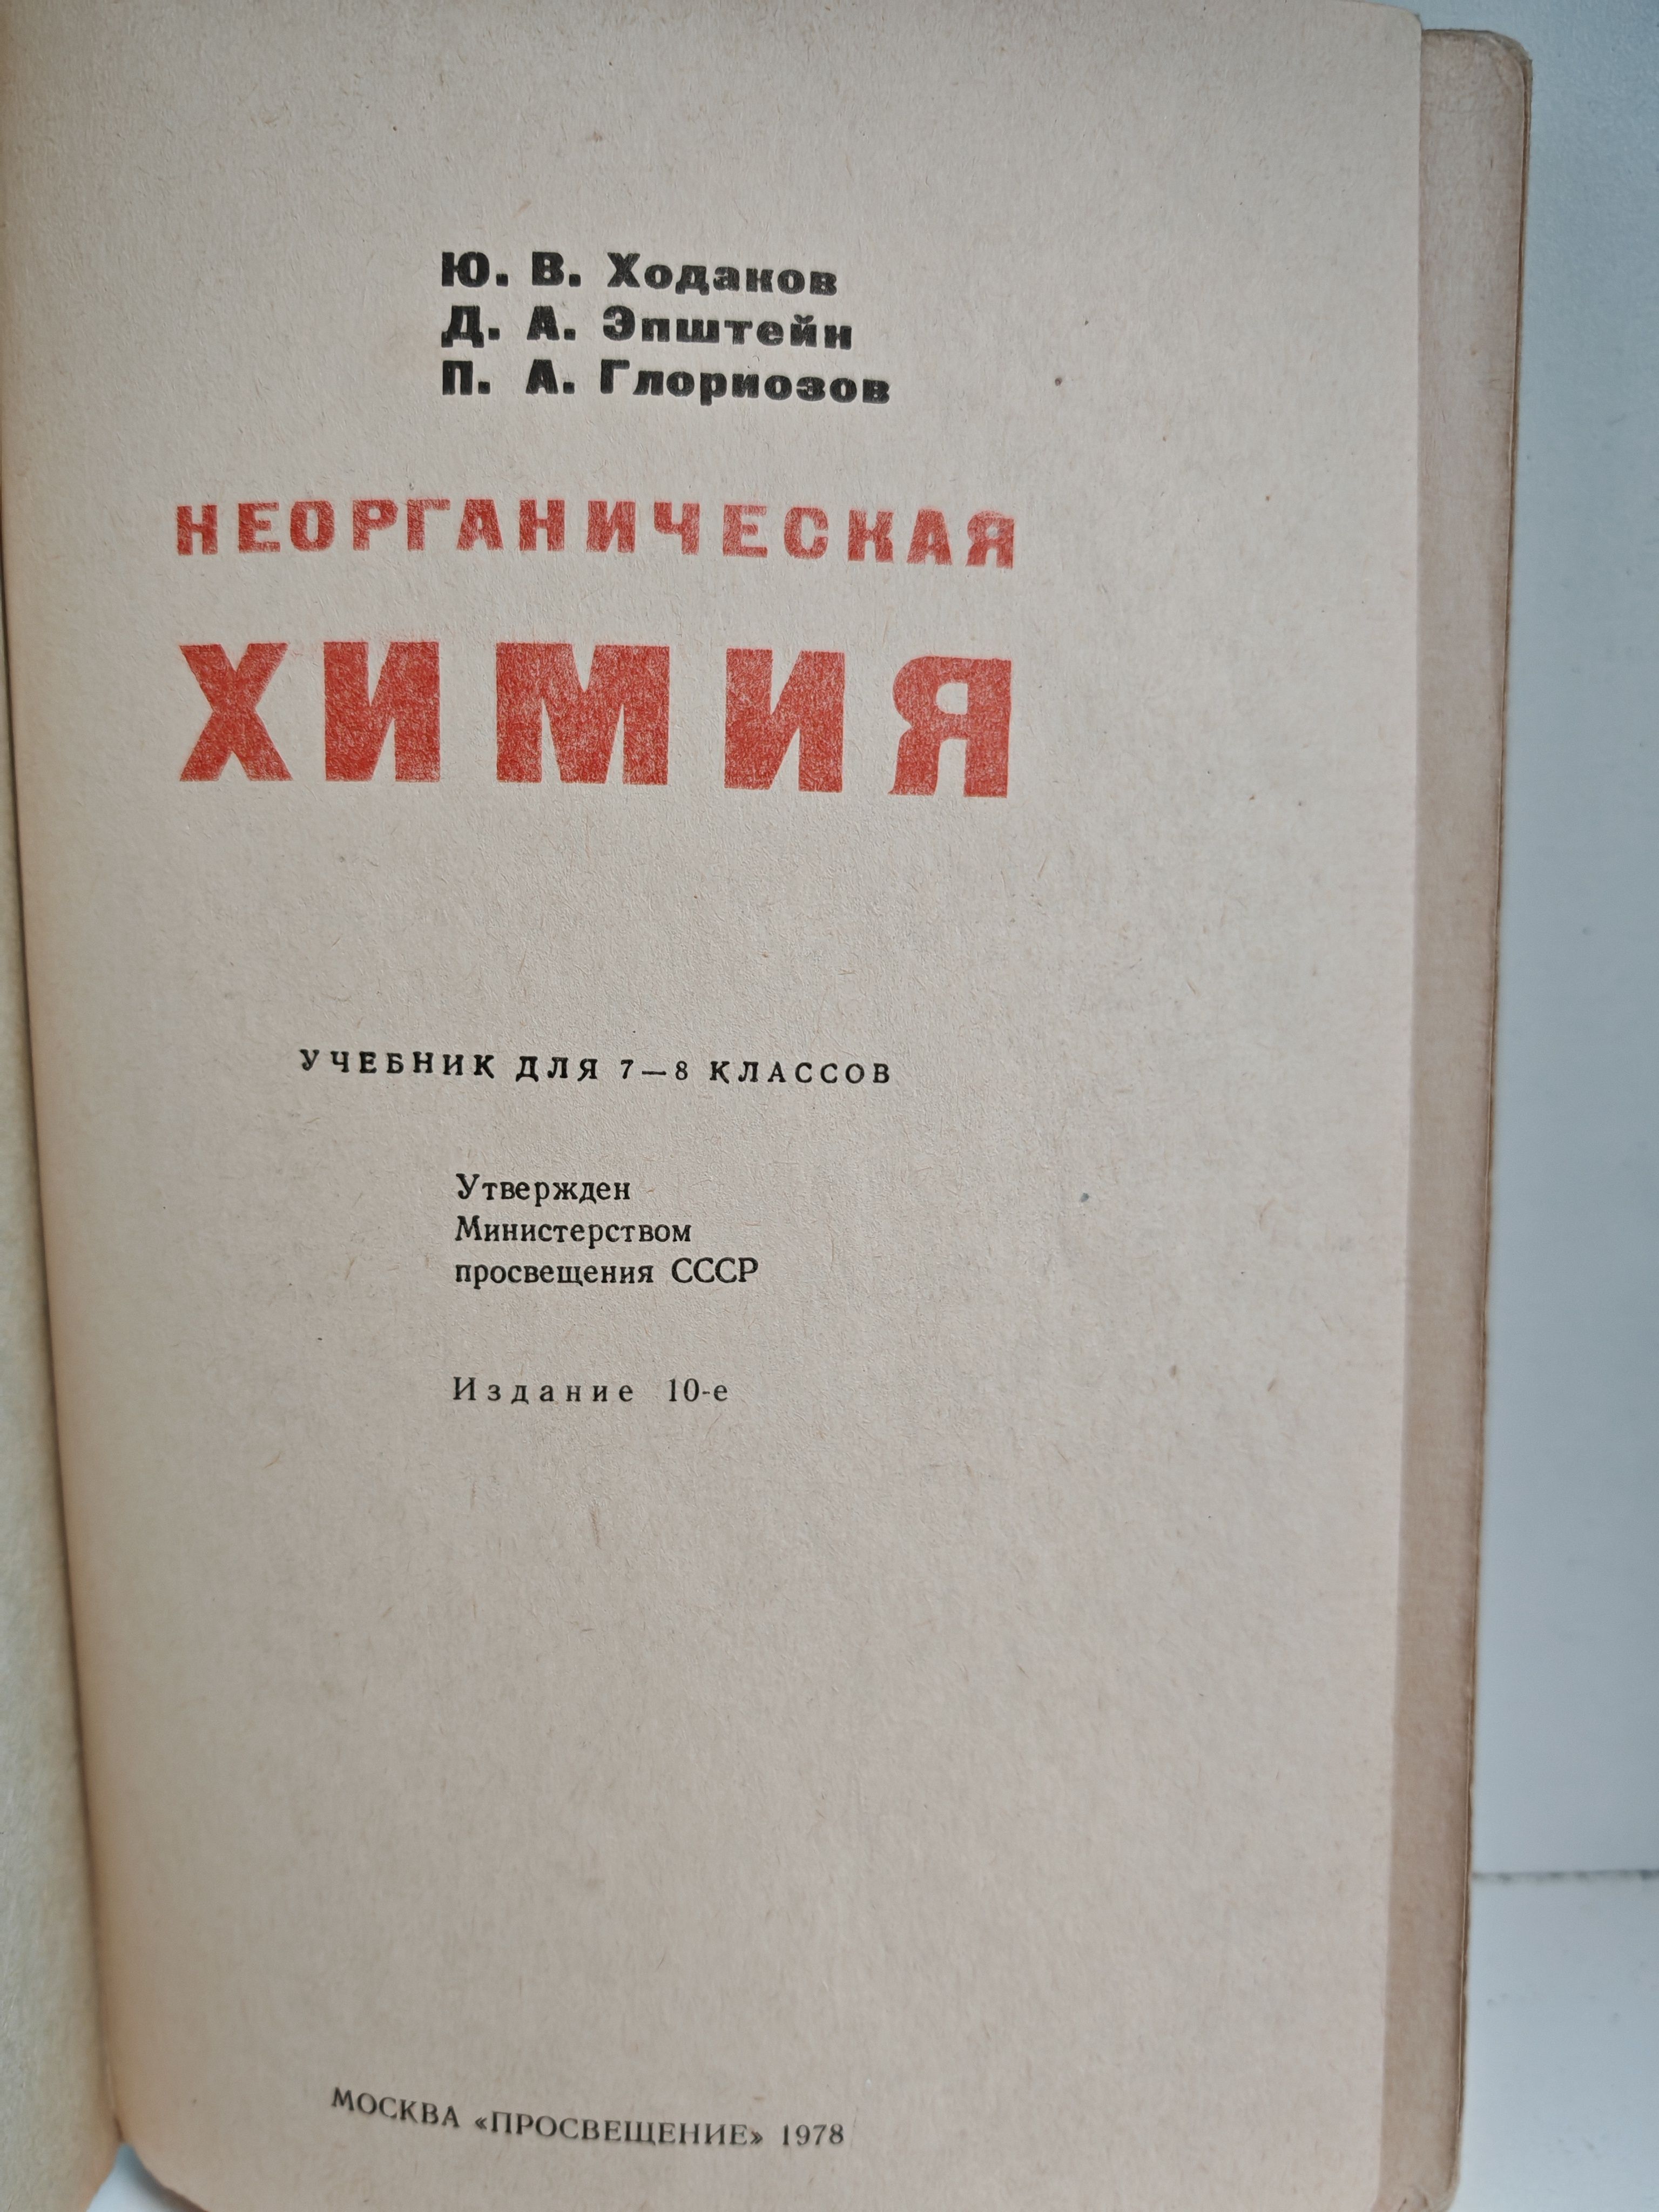 Ю. В. Ходаков
Д. А. Эпштейн
П. А. Глориозов
НЕОРГАНИЧЕСКАЯ
ХИМИЯ
УЧЕБНИК ДЛЯ 7—8 КЛАССОВ
Утвержден
Министерством
просвещения СССР
Издание 10-е
МОСКВА «ПРОСВЕЩЕНИЕ» 1978